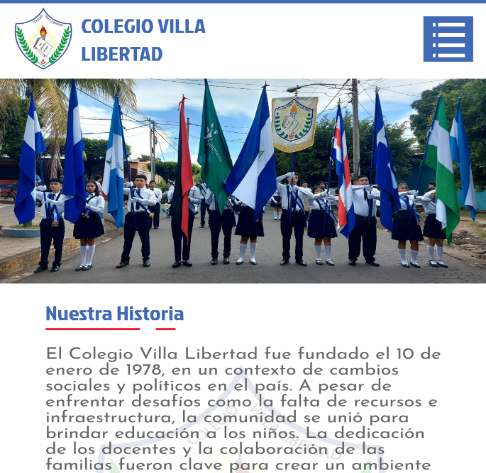 COLEGIO VILLA
LIBERTAD
Nuestra Historia
El Colegio Villa Libertad fue fundado el 10 de
enero de 1978, en un contexto de cambios
sociales y políticos en el país. A pesar de
enfrentar desafíos como la falta de recursos e
infraestructura, la comunidad se unió para
brindar educación a los niños. La dedicación
de los docentes y la colaboración de las
familias fueron clave para crear un ambiente